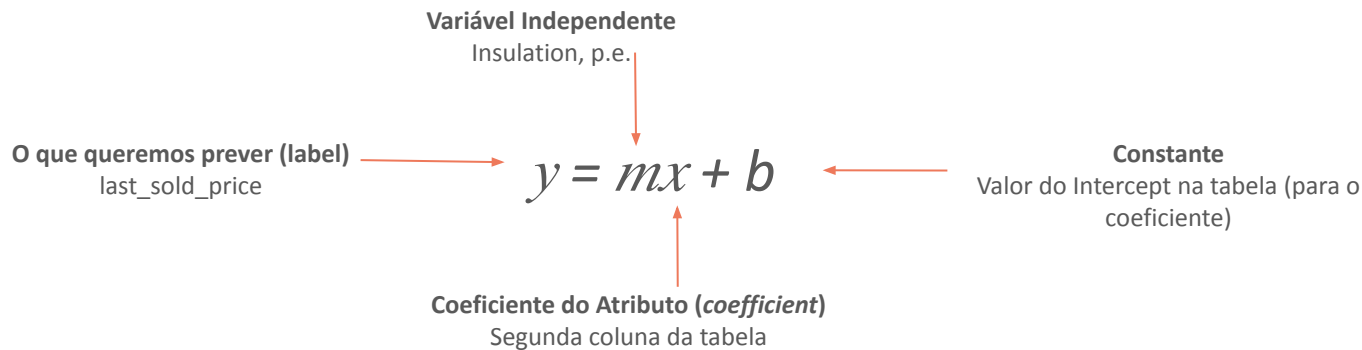 Variável Independente
Insulation, p.e.
O que queremos prever (label)
last_sold_price
y = mx + b
Constante
Valor do Intercept na tabela (para o
coeficiente)
Coeficiente do Atributo (coefficient)
Segunda coluna da tabela